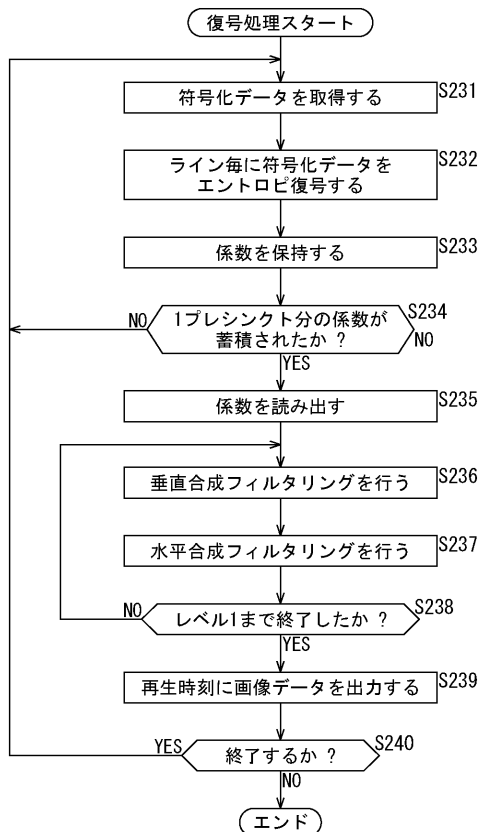 復号処理スタート
符号化データを取得する
S231
ライン毎に符号化データを
エントロピ復号する
S232
係数を保持する
S233
1プレシンクト分の係数が
蓄積されたか ?
S234
NO
NO
YES
係数を読み出す
S235
垂直合成フィルタリングを行う
S236
水平合成フィルタリングを行う
S237
レベル1まで終了したか ?
S238
NO
YES
再生時刻に画像データを出力する
S239
終了するか ?
S240
YES
NO
エンド